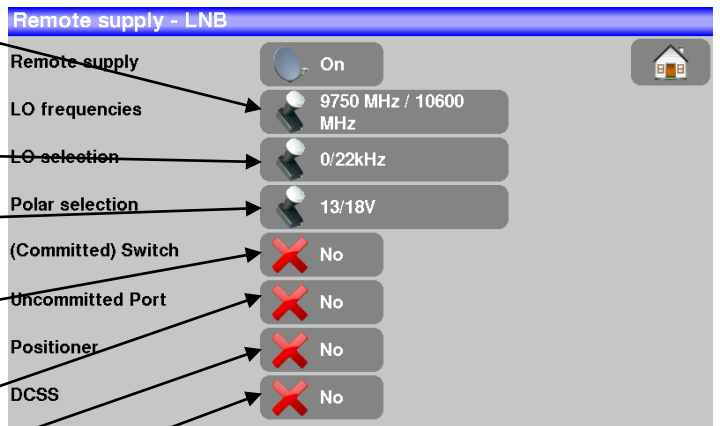 Remote supply - LNB
Remote supply
On
LO frequencies
9750 MHz / 10600
MHz
LO selection
0/22kHz
Polar selection
13/18V
(Committed) Switch
No
Uncommitted Port
No
Positioner
No
DCSS
No